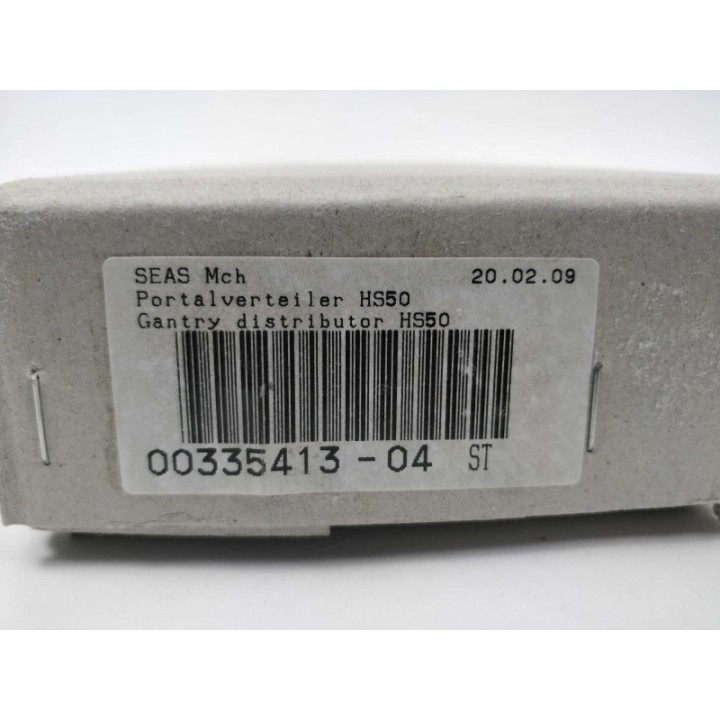 SEAS Mch 20.02.09
Portalverteiler HS50
Gantry distributor HS50
00335413-04 ST